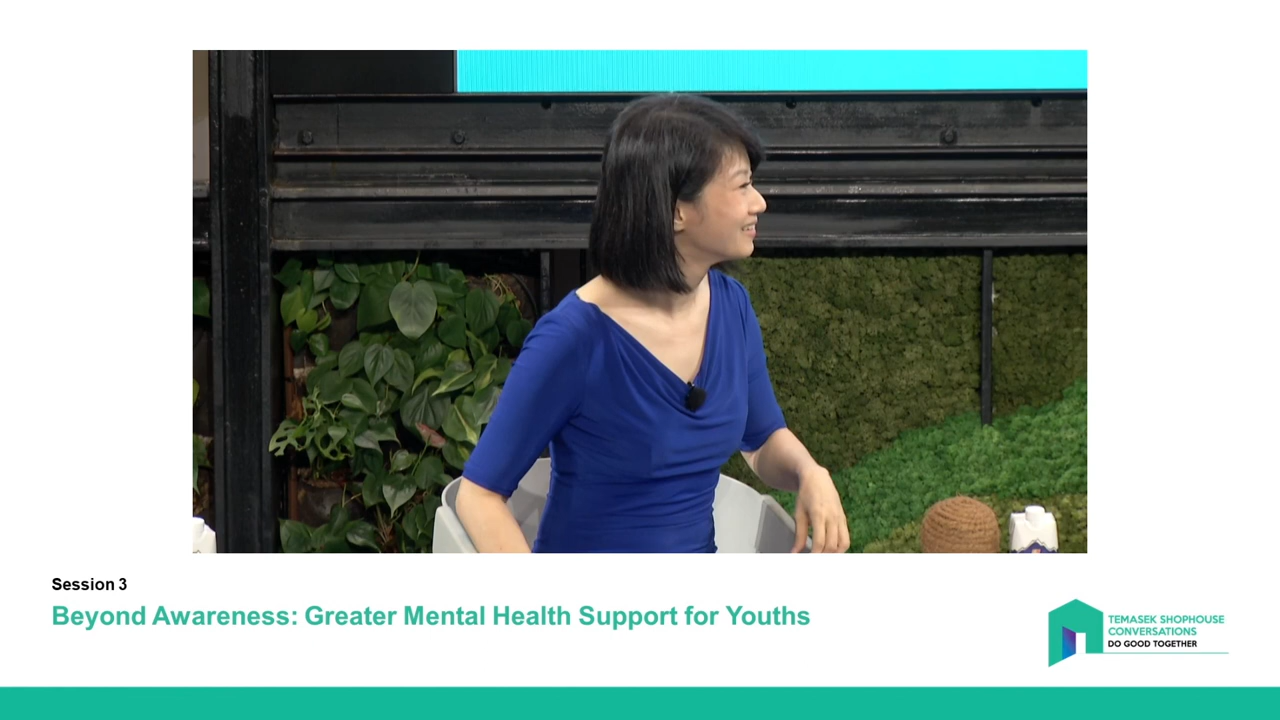 Session 3
Beyond Awareness: Greater Mental Health Support for Youths
TEMASEK SHOPHOUSE
CONVERSATIONS
DO GOOD TOGETHER